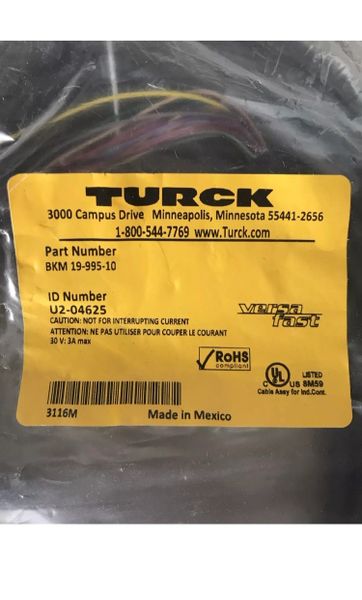 TURCK
3000 Campus Drive Minneapolis, Minnesota 55441-2656
1-800-544-7769 www.Turck.com
Part Number
BKM 19-995-10
ID Number
U2-04625
versa
fast
CAUTION: NOT FOR INTERRUPTING CURRENT
ATTENTION: NE PAS UTILISER POUR COUPER LE COURANT
30 V: 3A max
RoHS
compliant
C UL US LISTED
8M59
Cable Assy for Ind.Cont.
3116M
Made in Mexico